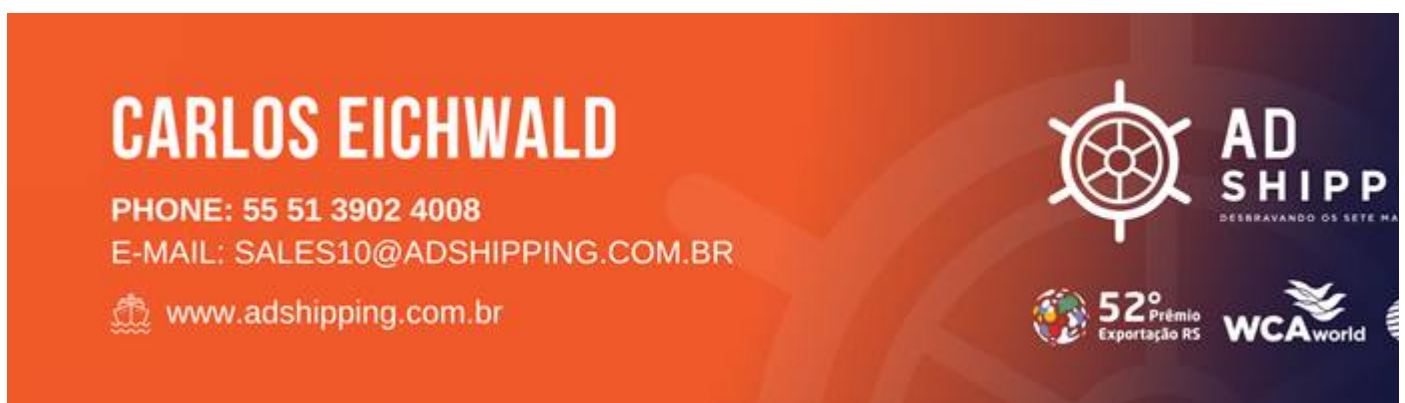 CARLOS EICHWALD
PHONE: 55 51 3902 4008
E-MAIL: SALES10@ADSHIPPING.COM.BR
www.adshipping.com.br
AD
SHIPP
DESBRAVANDO OS SETE MA
52º Prêmio
Exportação RS
WCAworld